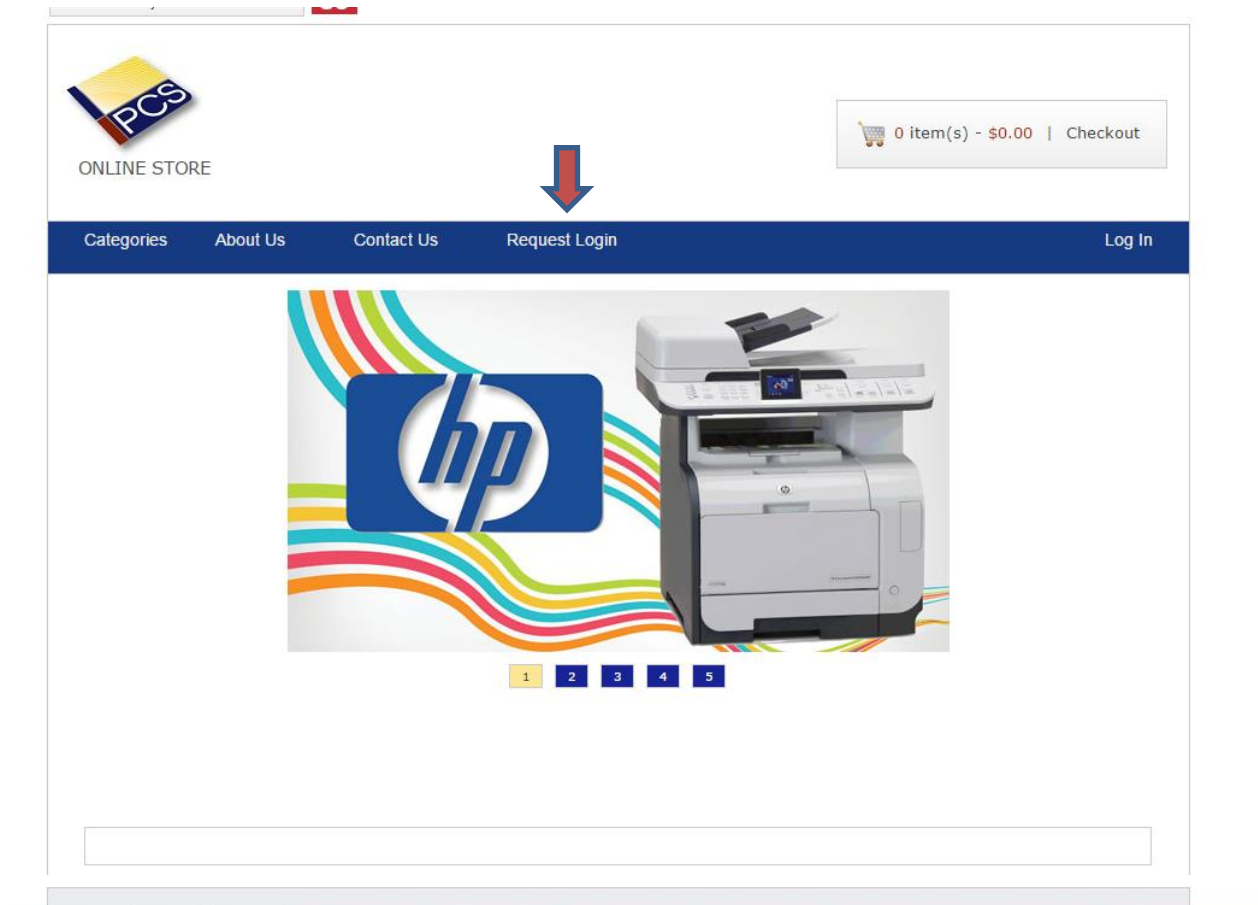 PCS
ONLINE STORE
0 item(s) - $0.00 | Checkout
Categories About Us Contact Us Request Login Log In
hp
1 2 3 4 5